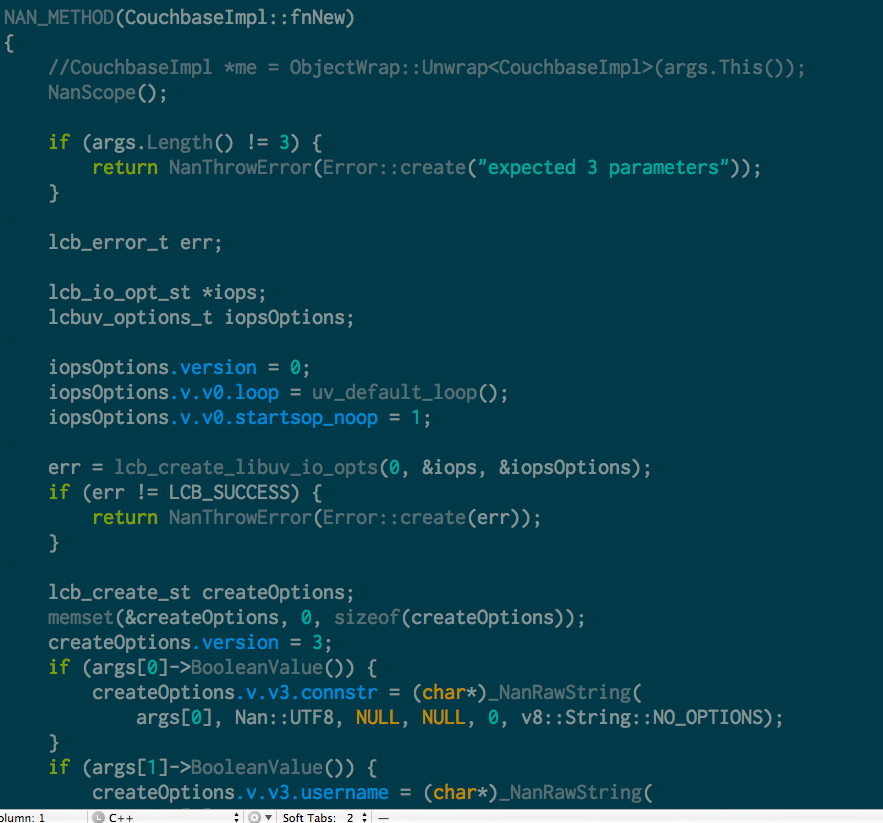 NAN_METHOD(CouchbaseImpl::fnNew)
{
    //CouchbaseImpl *me = ObjectWrap::Unwrap<CouchbaseImpl>(args.This());
    NanScope();

    if (args.Length() != 3) {
        return NanThrowError(Error::create("expected 3 parameters"));
    }

    lcb_error_t err;

    lcb_io_opt_st *iops;
    lcbuv_options_t iopsOptions;

    iopsOptions.version = 0;
    iopsOptions.v.v0.loop = uv_default_loop();
    iopsOptions.v.v0.startsop_noop = 1;

    err = lcb_create_libuv_io_opts(0, &iops, &iopsOptions);
    if (err != LCB_SUCCESS) {
        return NanThrowError(Error::create(err));
    }

    lcb_create_st createOptions;
    memset(&createOptions, 0, sizeof(createOptions));
    createOptions.version = 3;
    if (args[0]->BooleanValue()) {
        createOptions.v.v3.connstr = (char*)_NanRawString(
            args[0], Nan::UTF8, NULL, NULL, 0, v8::String::NO_OPTIONS);
    }
    if (args[1]->BooleanValue()) {
        createOptions.v.v3.username = (char*)_NanRawString(
olumn: 1 L C++ Soft Tabs: 2 —